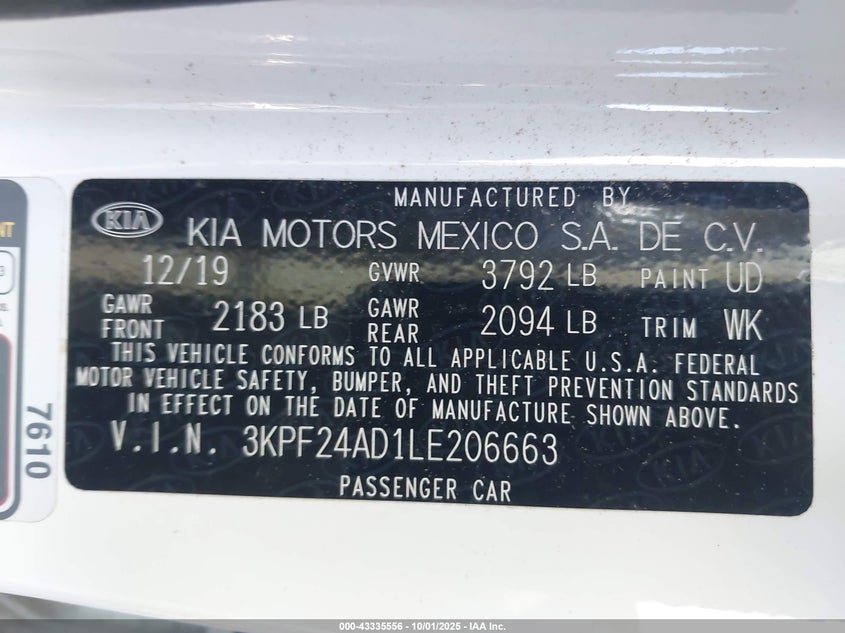 MANUFACTURED BY
KIA KIA MOTORS MEXICO S.A. DE C.V.
12/19 GVWR 3792 LB PAINT UD
GAWR FRONT 2183 LB GAWR REAR 2094 LB TRIM WK
THIS VEHICLE CONFORMS TO ALL APPLICABLE U.S.A. FEDERAL
MOTOR VEHICLE SAFETY, BUMPER, AND THEFT PREVENTION STANDARDS
IN EFFECT ON THE DATE OF MANUFACTURE SHOWN ABOVE.
V.I.N. 3KPF24AD1LE206663
PASSENGER CAR
7610
000-43335556 - 10/01/2025 - IAA Inc.